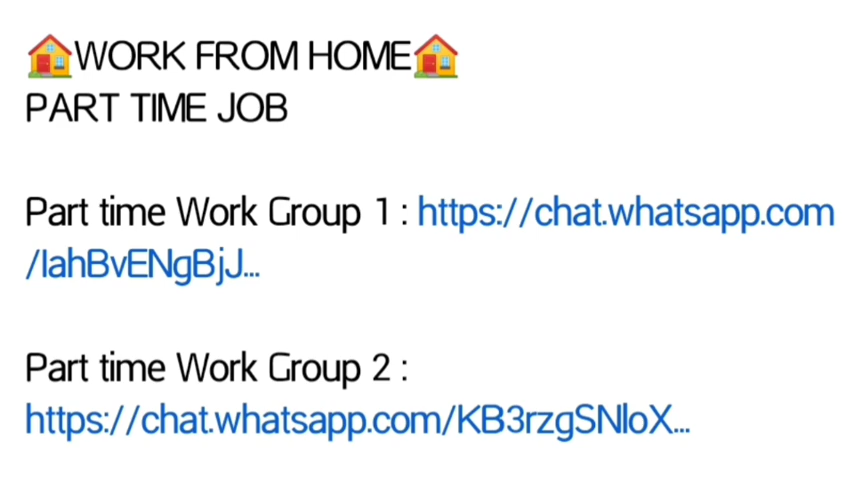 🏠WORK FROM HOME🏠
PART TIME JOB
Part time Work Group 1 : https://chat.whatsapp.com
/IahBvENgBjJ...
Part time Work Group 2 :
https://chat.whatsapp.com/KB3rzgSNloX...